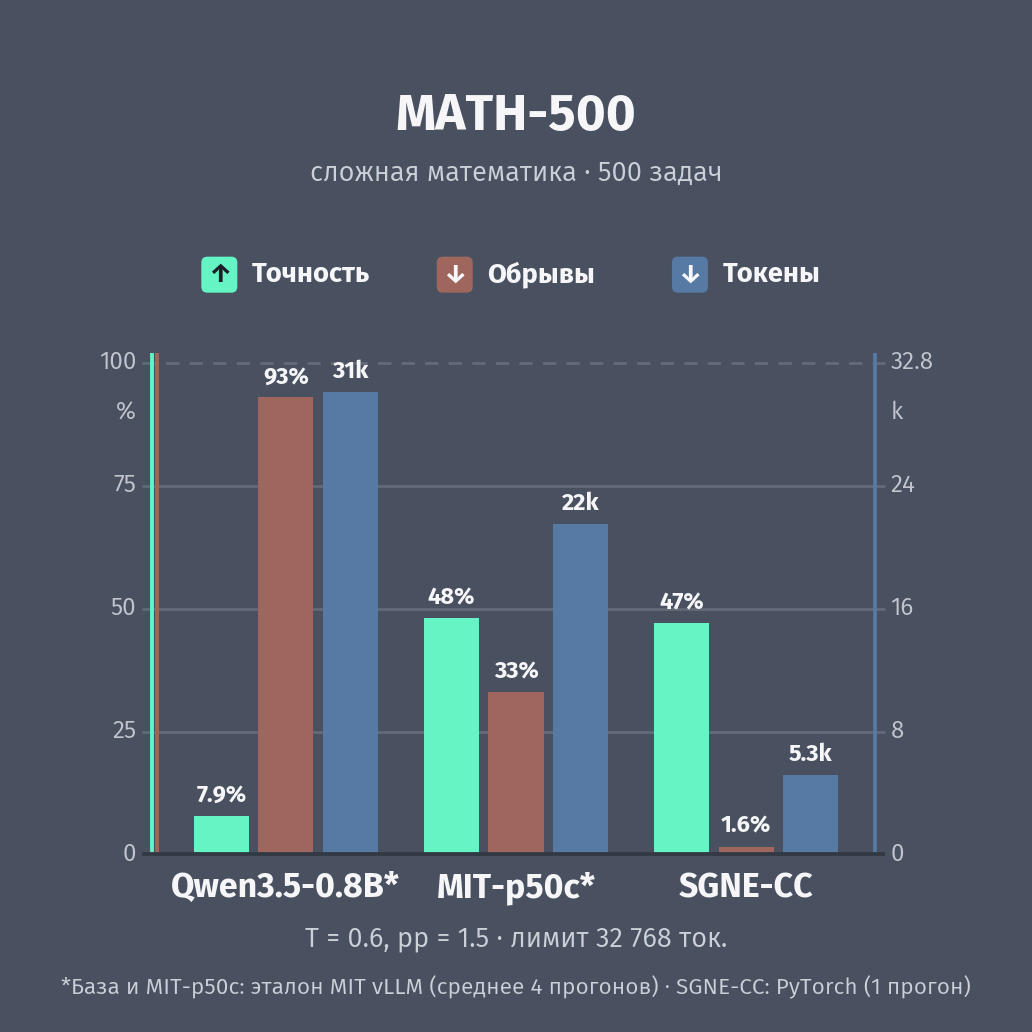 MATH-500
сложная математика · 500 задач
↑ Точность ↓ Обрывы ↓ Токены
100 93% 31k 32.8
% k
75 24
22k
48% 47%
50 16
33%
25 8
5.3k
7.9% 1.6%
0 0
Qwen3.5-0.8B* MIT-p50c* SGNE-CC
T = 0.6, pp = 1.5 · лимит 32 768 ток.
*База и MIT-p50c: эталон MIT vLLM (среднее 4 прогонов) · SGNE-CC: PyTorch (1 прогон)